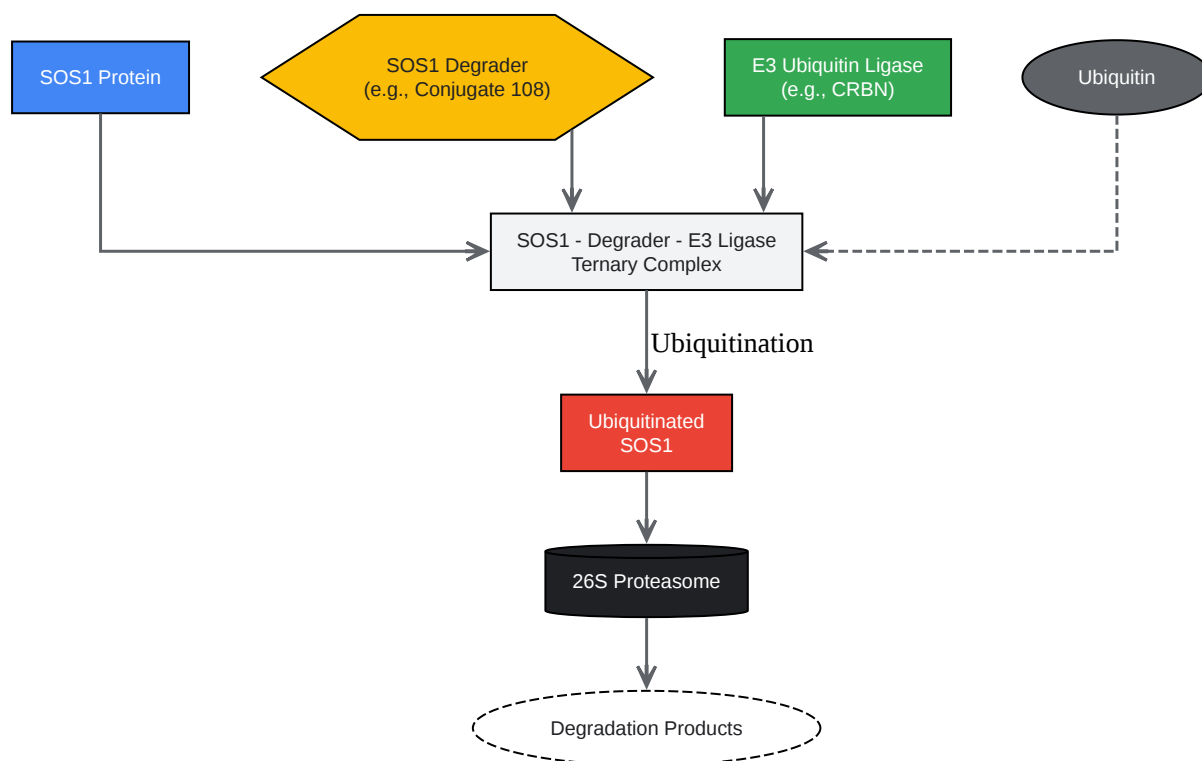 SOS1 Protein
SOS1 Degrader
(e.g., Conjugate 108)
E3 Ubiquitin Ligase
(e.g., CRBN)
Ubiquitin
SOS1 - Degrader - E3 Ligase
Ternary Complex
Ubiquitination
Ubiquitinated
SOS1
26S Proteasome
Degradation Products